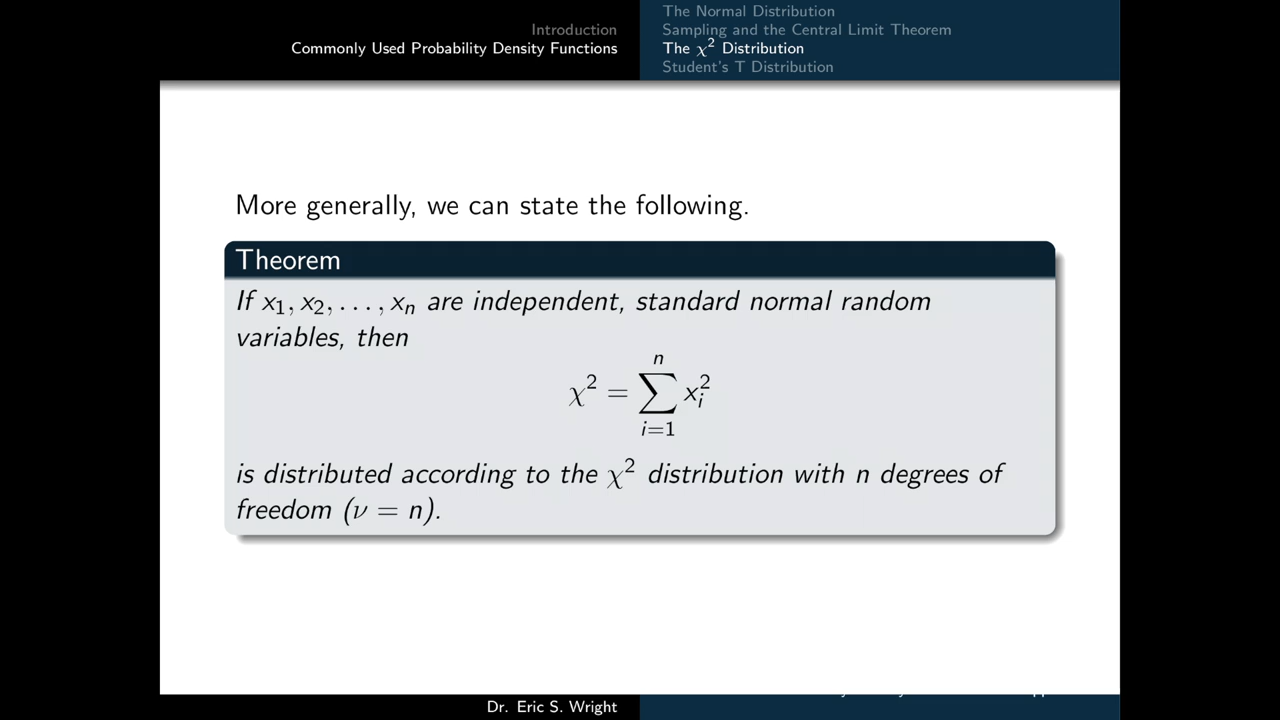 Introduction
Commonly Used Probability Density Functions
The Normal Distribution
Sampling and the Central Limit Theorem
The χ² Distribution
Student's T Distribution
More generally, we can state the following.
Theorem
If x₁, x₂, . . . , xₙ are independent, standard normal random
variables, then
χ² = ∑ᵢ₌₁ⁿ xᵢ²
is distributed according to the χ² distribution with n degrees of
freedom (ν = n).
Dr. Eric S. Wright